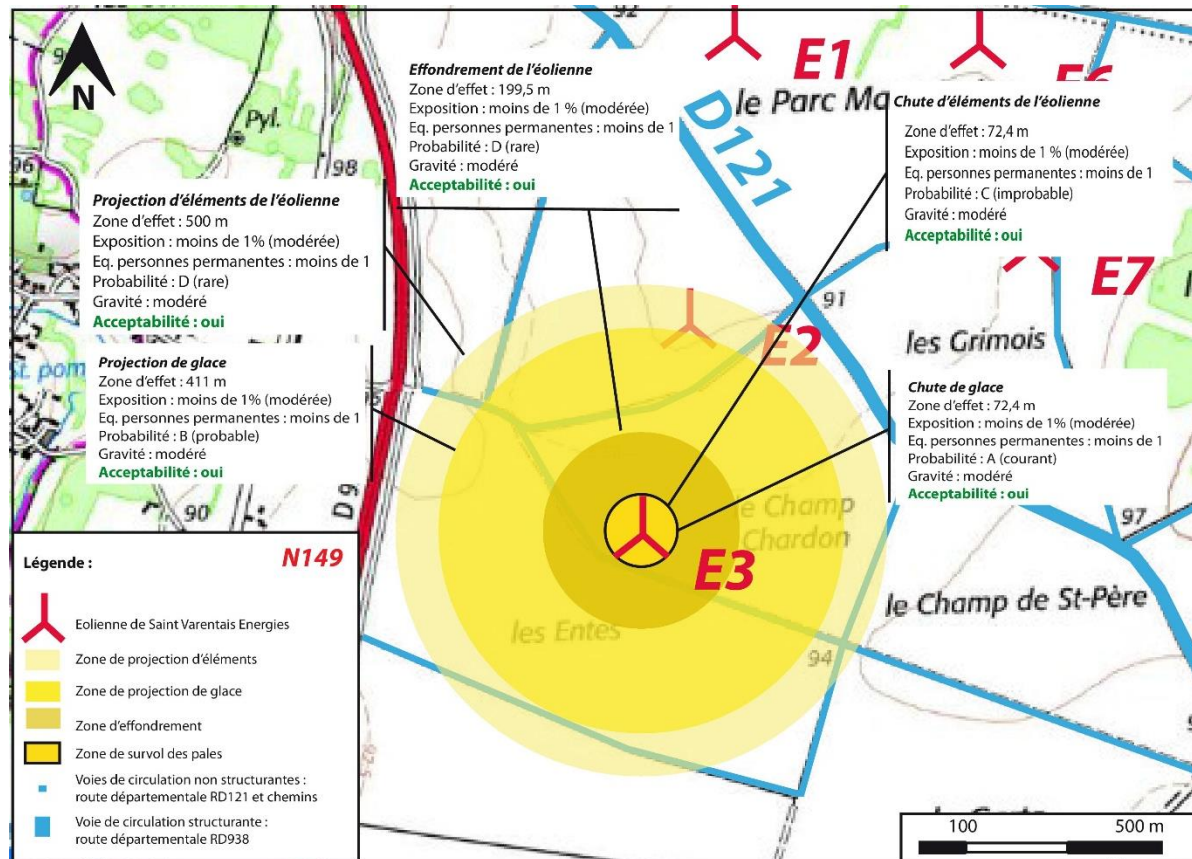 92
E1
E6
le Parc Ma
N
Pyl.
98
96
D121
Effondrement de l'éolienne
Zone d'effet : 199,5 m
Exposition : moins de 1 % (modérée)
Eq. personnes permanentes : moins de 1
Probabilité : D (rare)
Gravité : modéré
Acceptabilité : oui
Chute d'éléments de l'éolienne
Zone d'effet : 72,4 m
Exposition : moins de 1 % (modérée)
Eq. personnes permanentes : moins de 1
Probabilité : C (improbable)
Gravité : modéré
Acceptabilité : oui
Projection d'éléments de l'éolienne
Zone d'effet : 500 m
Exposition : moins de 1% (modérée)
Eq. personnes permanentes : moins de 1
Probabilité : D (rare)
Gravité : modéré
Acceptabilité : oui
91
E7
E2
les Grimois
St. pom
Projection de glace
Zone d'effet : 411 m
Exposition : moins de 1% (modérée)
Eq. personnes permanentes : moins de 1
Probabilité : B (probable)
Gravité : modéré
Acceptabilité : oui
Chute de glace
Zone d'effet : 72,4 m
Exposition : moins de 1% (modérée)
Eq. personnes permanentes : moins de 1
Probabilité : A (courant)
Gravité : modéré
Acceptabilité : oui
90
D 9
le Champ
Chardon
97
E3
le Champ de St-Père
les Entes
94
Légende :
N149
Eolienne de Saint Varentais Energies
Zone de projection d'éléments
Zone de projection de glace
Zone d'effondrement
Zone de survol des pales
Voies de circulation non structurantes :
route départementale RD121 et chemins
Voie de circulation structurante :
route départementale RD938
100 500 m